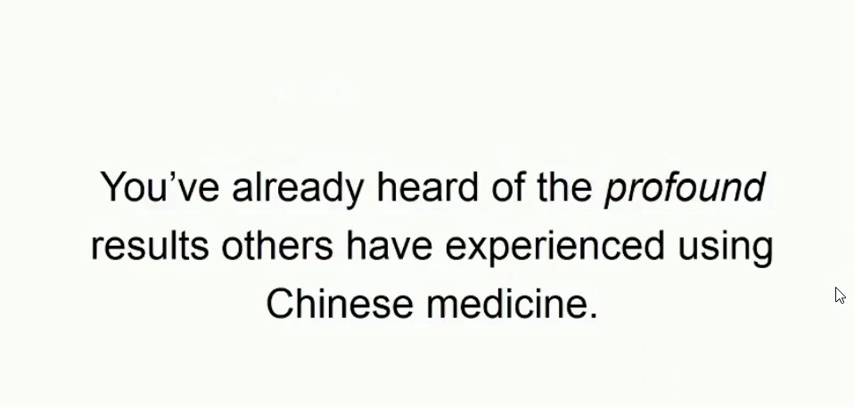 You’ve already heard of the profound
results others have experienced using
Chinese medicine.